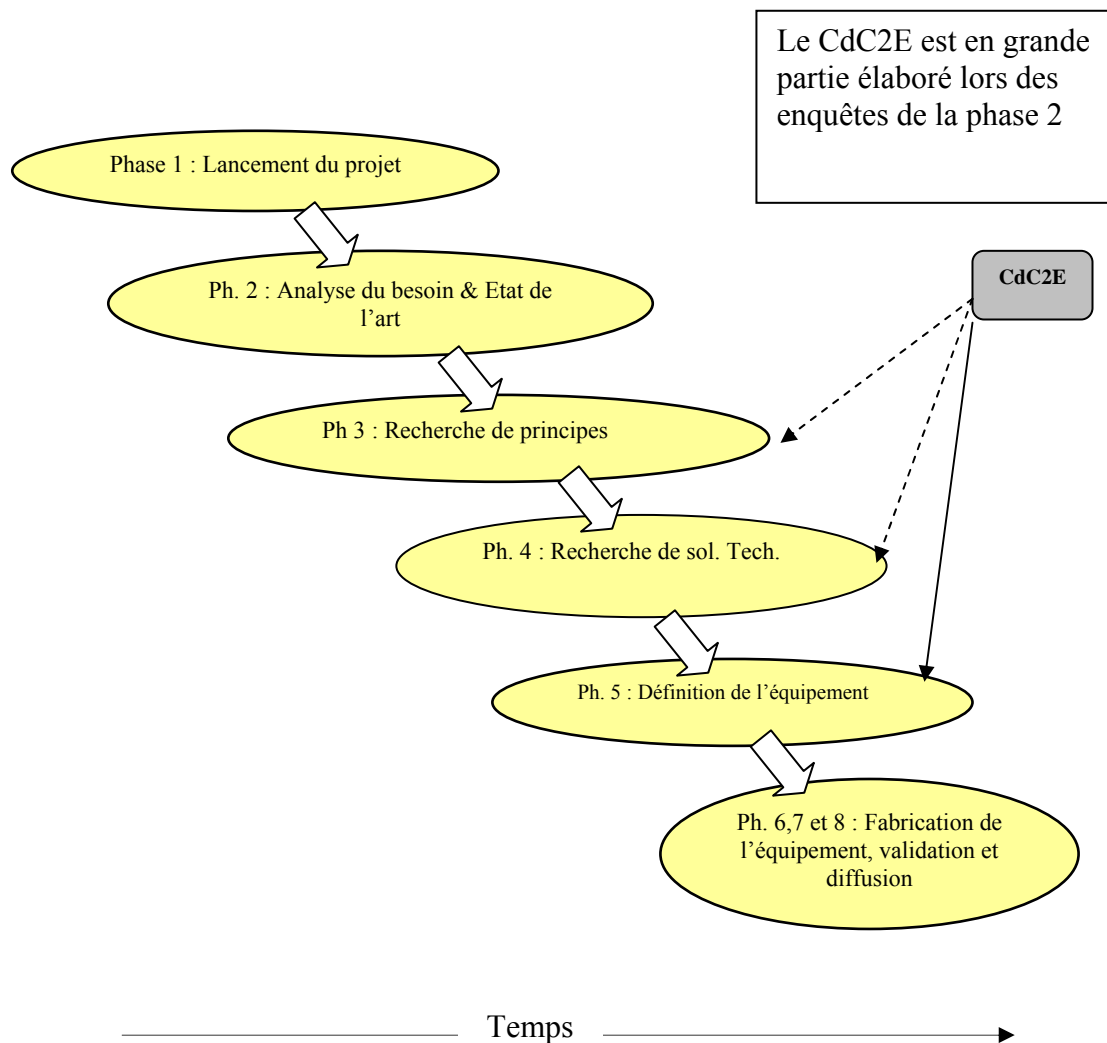 Le CdC2E est en grande
partie élaboré lors des
enquêtes de la phase 2
Phase 1 : Lancement du projet
Ph. 2 : Analyse du besoin & Etat de
l’art
CdC2E
Ph 3 : Recherche de principes
Ph. 4 : Recherche de sol. Tech.
Ph. 5 : Définition de l’équipement
Ph. 6,7 et 8 : Fabrication de
l’équipement, validation et
diffusion
Temps